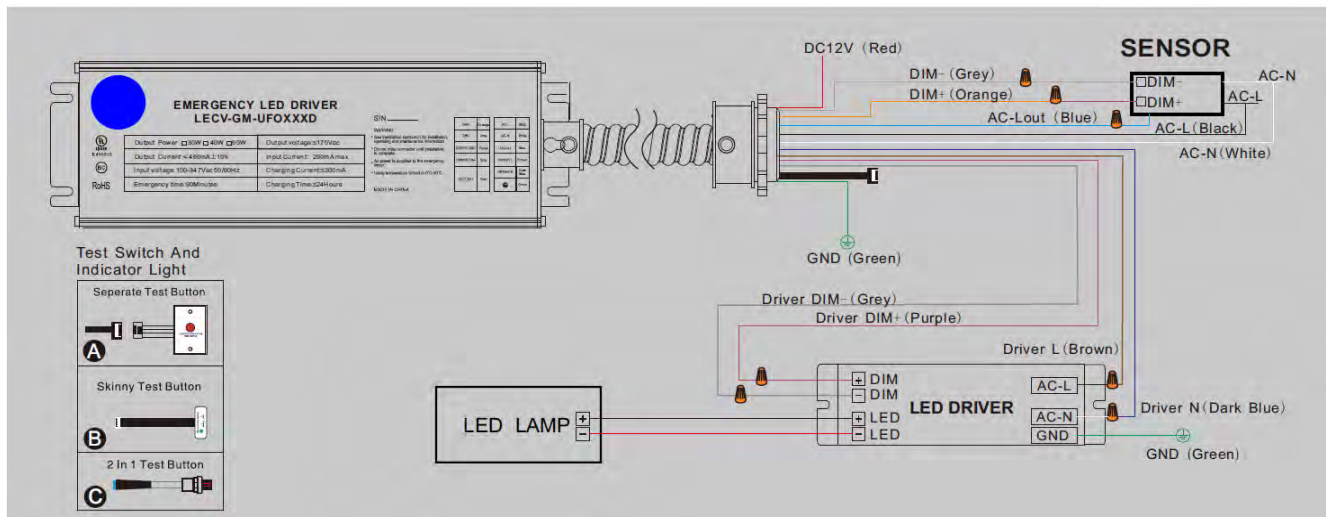 DC12V (Red)
SENSOR
DIM- (Grey)
DIM-
AC-N
DIM+ (Orange)
DIM+
AC-L
AC-Lout (Blue)
AC-L(Black)
AC-N(White)
EMERGENCY LED DRIVER
LECV-GM-UFOXXXD
S/N
Output Power: □30W □40W □60W
Output voltage:≤170Vdc
Output Current:<460mA±10%
Input Current: 200mA max
Input voltage:100-347Vac 50/60Hz
Charging Current:≤300mA
Emergency time:90Minutes
Charging Time:≤24Hours
RoHS
MADE IN CHINA
GND (Green)
Test Switch And
Indicator Light
Seperate Test Button
A
Skinny Test Button
B
2 In 1 Test Button
C
Driver DIM-(Grey)
Driver DIM+(Purple)
Driver L(Brown)
LED LAMP
+
-
+ DIM
- DIM
+ LED
- LED
LED DRIVER
AC-L
AC-N
GND
Driver N(Dark Blue)
GND (Green)